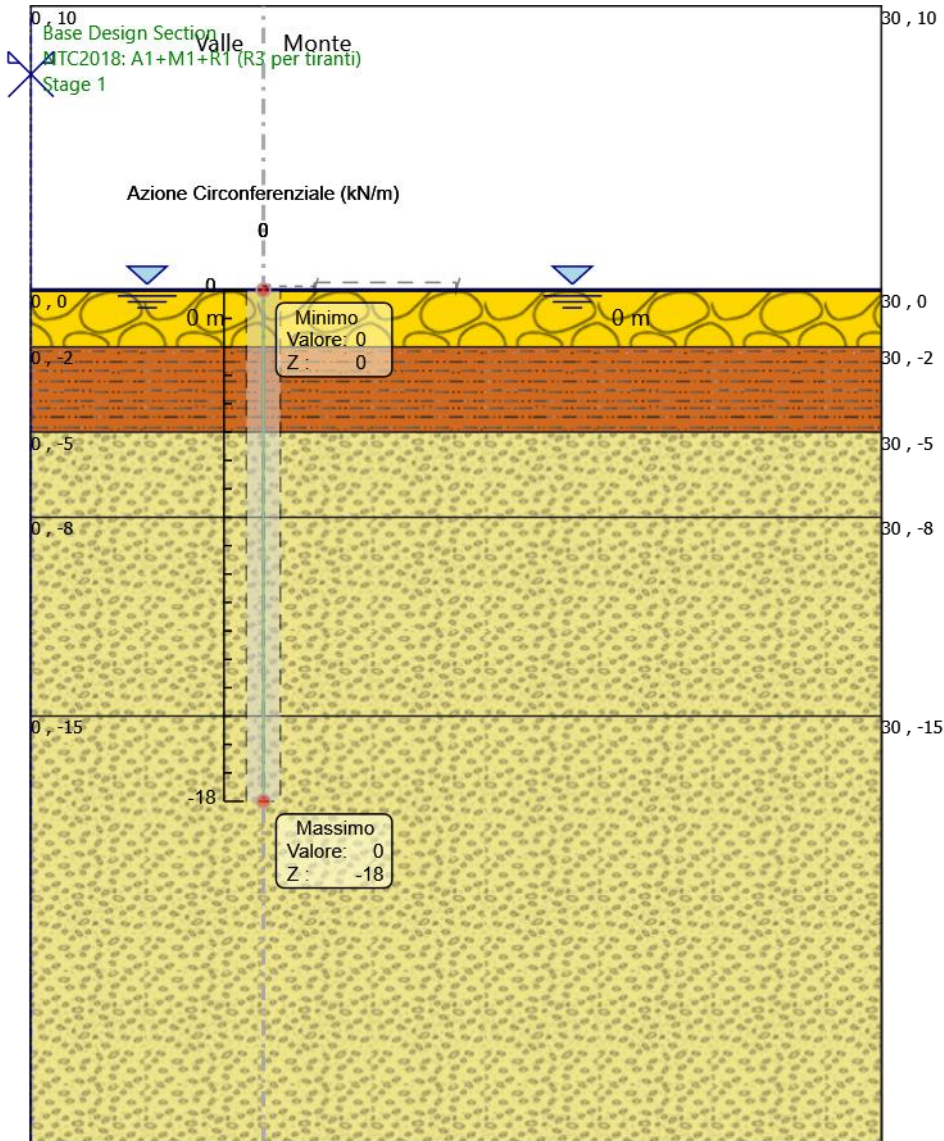 0 , 10
30 , 10
Base Design Section
Valle Monte
NTC2018: A1+M1+R1 (R3 per tiranti)
Stage 1
Azione Circonferenziale (kN/m)
0
0
0 , 0
30 , 0
0 m
0 m
Minimo
Valore: 0
Z : 0
0 , -2
30 , -2
0 , -5
30 , -5
0 , -8
30 , -8
0 , -15
30 , -15
-18
Massimo
Valore: 0
Z : -18